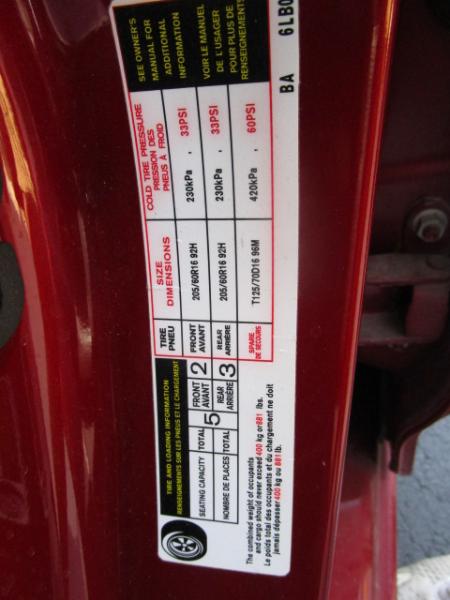 TIRE AND LOADING INFORMATION
RENSEIGNEMENTS SUR LES PNEUS ET LE CHARGEMENT
SEATING CAPACITY TOTAL 5 FRONT AVANT 2 REAR ARRIÈRE 3
NOMBRE DE PLACES TOTAL
The combined weight of occupants
and cargo should never exceed 400 kg or 881 lbs.
Le poids total des occupants et du chargement ne doit
jamais dépasser 400 kg ou 881 lb.
TIRE PNEU SIZE DIMENSIONS COLD TIRE PRESSURE PRESSION DES PNEUS À FROID
FRONT AVANT 205/60R16 92H 230kPa , 33PSI
REAR ARRIÈRE 205/60R16 92H 230kPa , 33PSI
SPARE DE SECOURS T125/70D16 96M 420kPa , 60PSI
SEE OWNER'S
MANUAL FOR
ADDITIONAL
INFORMATION
VOIR LE MANUEL
DE L'USAGER
POUR PLUS DE
RENSEIGNEMENTS
BA 6LB0